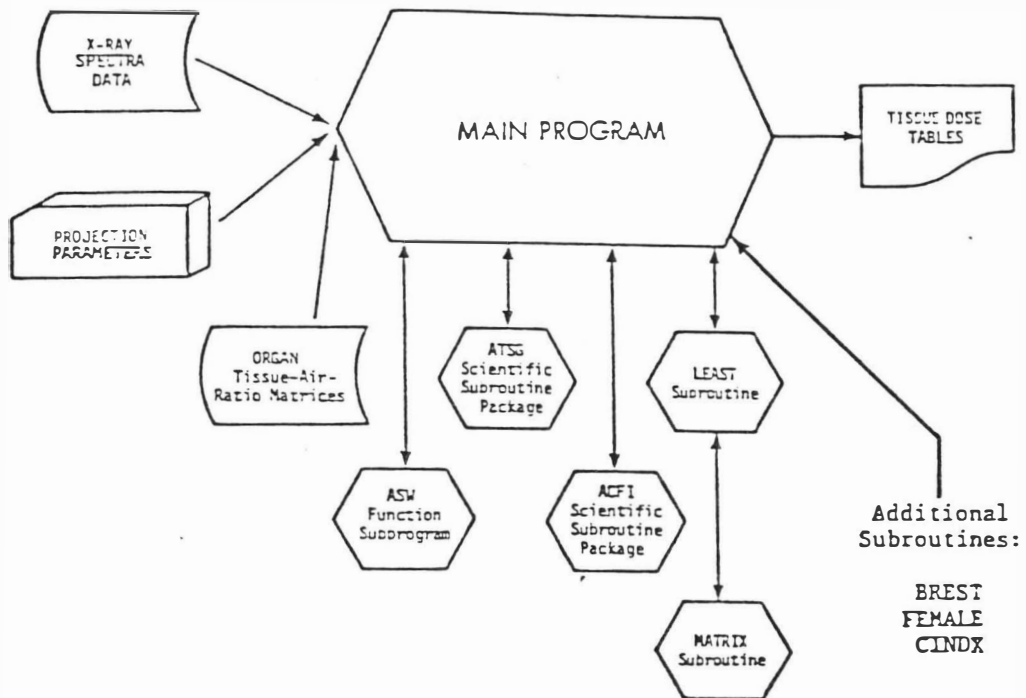 X-RAY
SPECTRA
DATA
MAIN PROGRAM
TISSUE DOSE
TABLES
PROJECTION
PARAMETERS
ORGAN
Tissue-Air-
Ratio Matrices
ATSG
Scientific
Subroutine
Package
LEAST
Subroutine
ASW
Function
Subprogram
ACFI
Scientific
Subroutine
Package
MATRIX
Subroutine
Additional
Subroutines:
BREST
FEMALE
CINDX